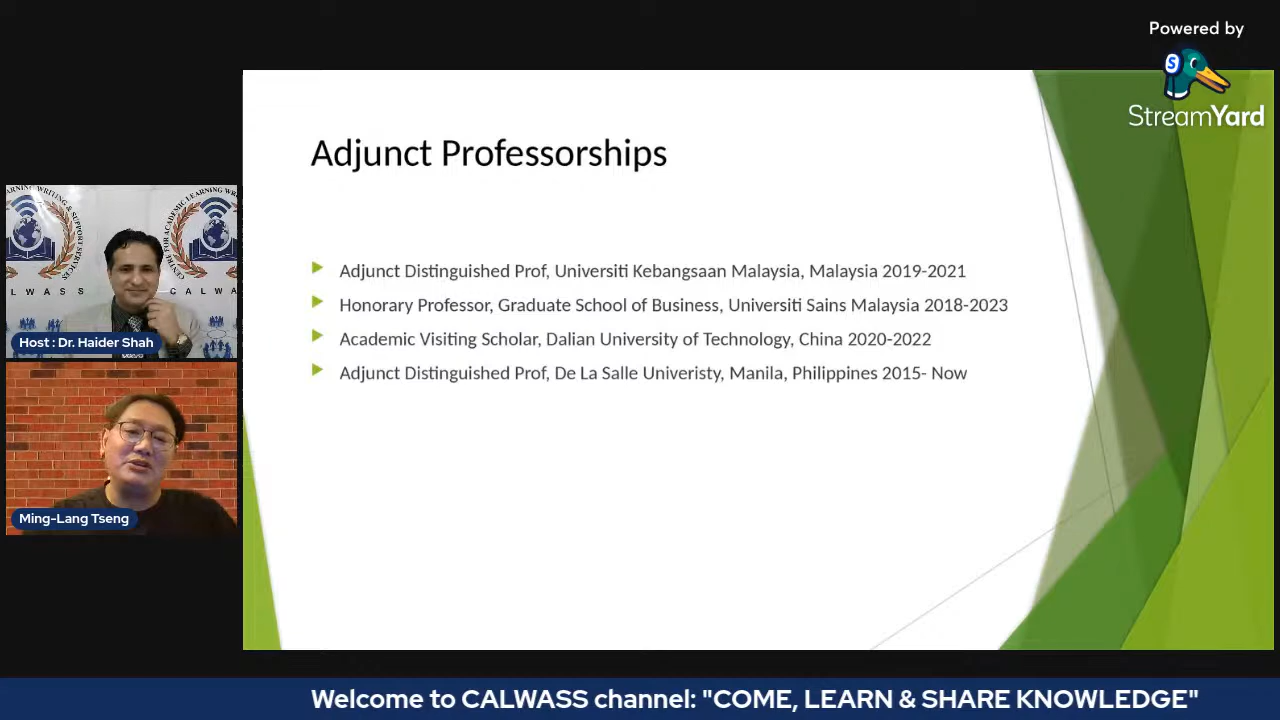 Powered by
StreamYard
Adjunct Professorships
Adjunct Distinguished Prof, Universiti Kebangsaan Malaysia, Malaysia 2019-2021
Honorary Professor, Graduate School of Business, Universiti Sains Malaysia 2018-2023
Academic Visiting Scholar, Dalian University of Technology, China 2020-2022
Adjunct Distinguished Prof, De La Salle Univeristy, Manila, Philippines 2015- Now
C A L W A
Host : Dr. Haider Shah
Ming-Lang Tseng
Welcome to CALWASS channel: "COME, LEARN & SHARE KNOWLEDGE"